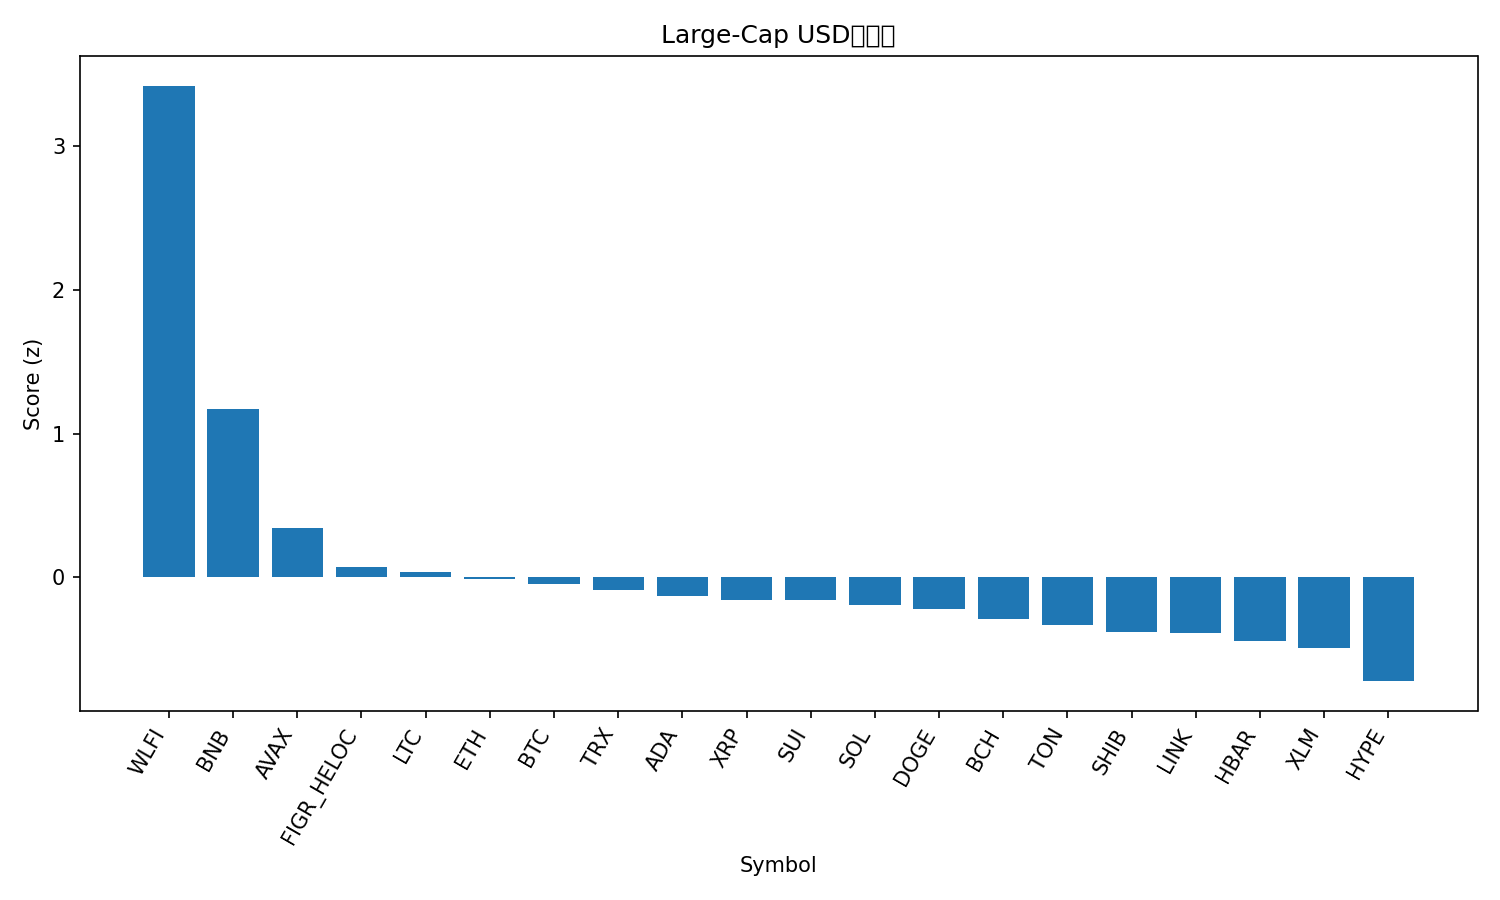 Large-Cap USD
3
2
1
0
Score (z)
WLFI
BNB
AVAX
FIGR_HELOC
LTC
ETH
BTC
TRX
ADA
XRP
SUI
SOL
DOGE
BCH
TON
SHIB
LINK
HBAR
XLM
HYPE
Symbol